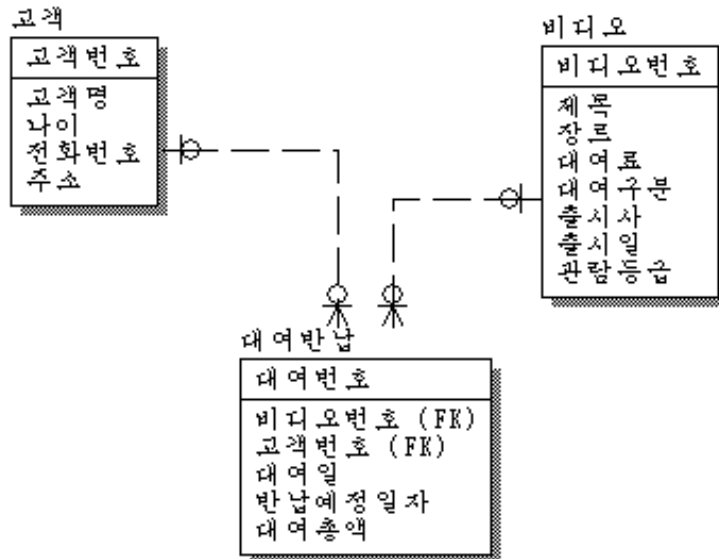 고객
고객번호
고객명
나이
전화번호
주소
비디오
비디오번호
제목
장르
대여료
대여구분
출시사
출시일
관람등급
대여반납
대여번호
비디오번호 (FK)
고객번호 (FK)
대여일
반납예정일자
대여총액